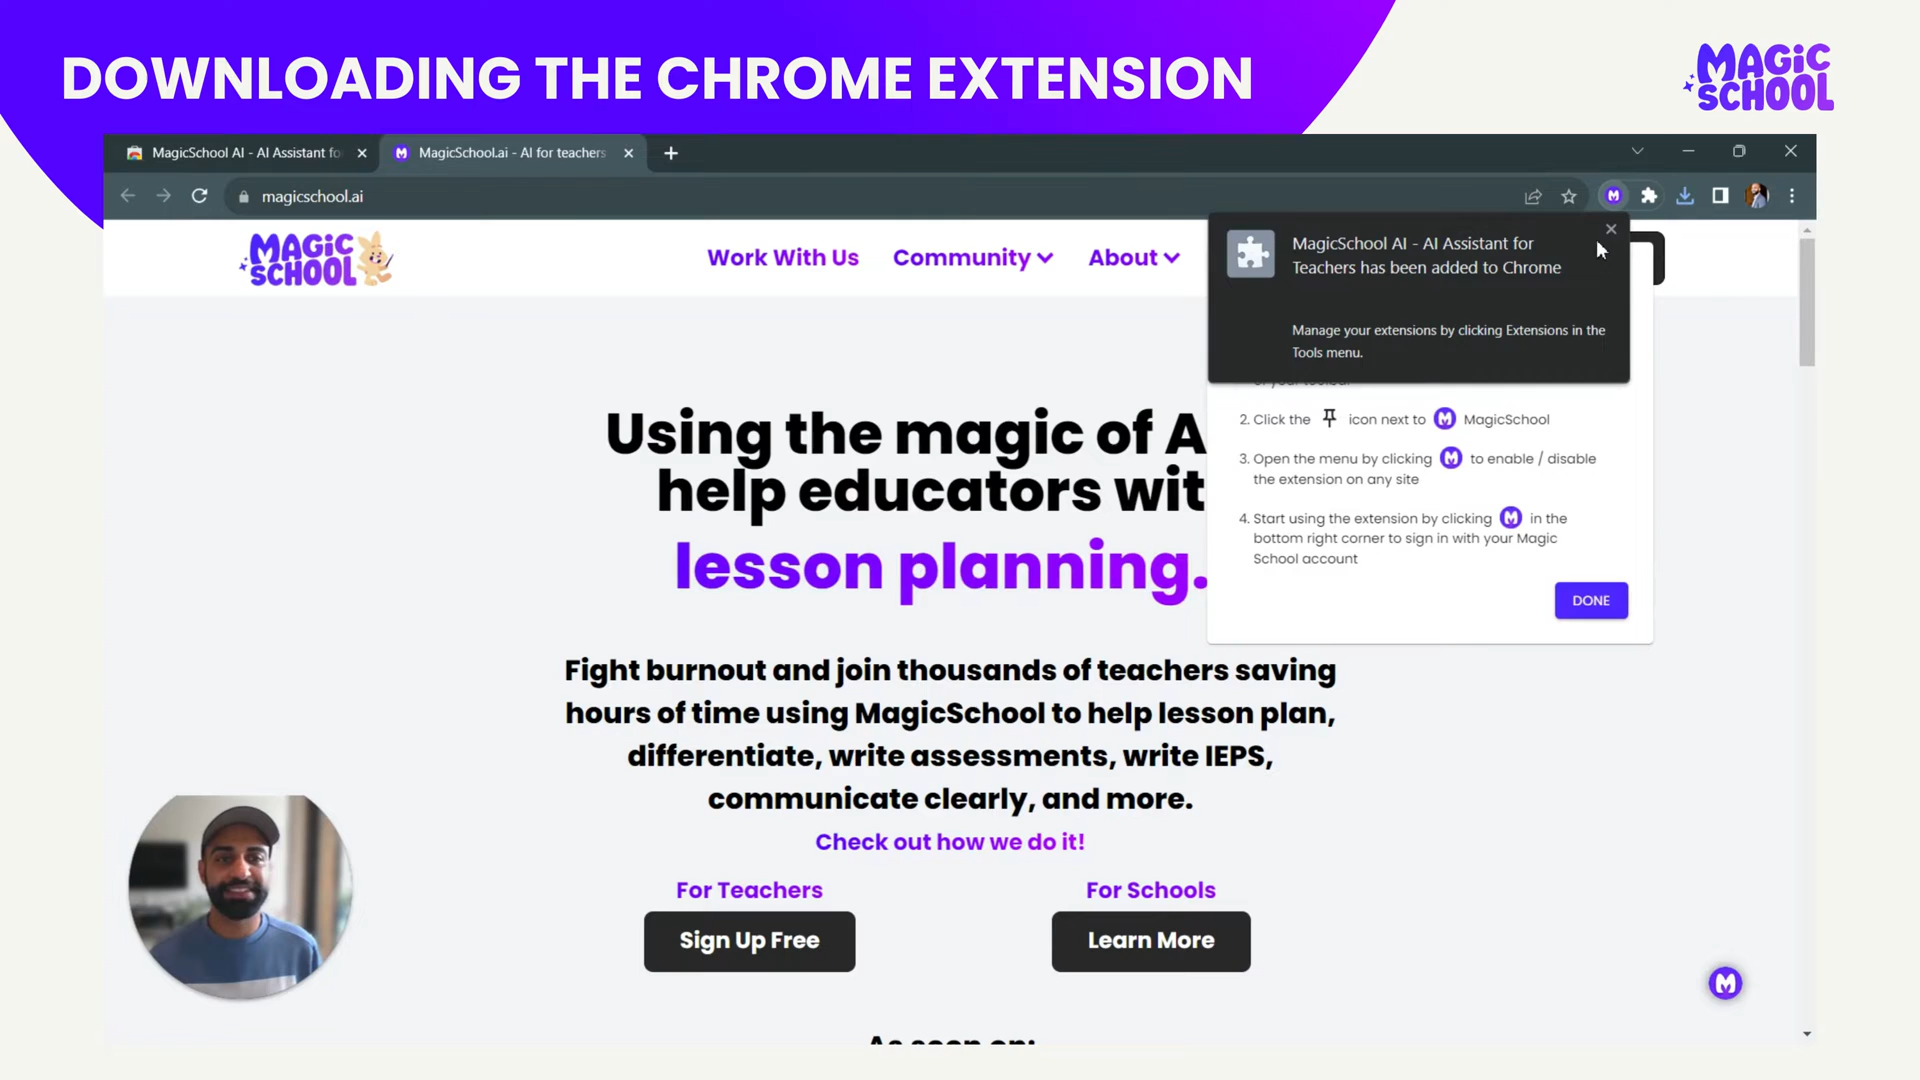 DOWNLOADING THE CHROME EXTENSION
MAGiC
SCHOOL
MagicSchool AI - AI Assistant fo
MagicSchool.ai - AI for teachers
magicschool.ai
MAGiC
SCHOOL
Work With Us
Community
About
MagicSchool AI - AI Assistant for
Teachers has been added to Chrome
Manage your extensions by clicking Extensions in the
Tools menu.
2. Click the icon next to MagicSchool
3. Open the menu by clicking to enable / disable
the extension on any site
4. Start using the extension by clicking in the
bottom right corner to sign in with your Magic
School account
DONE
Using the magic of A
help educators wit
lesson planning.
Fight burnout and join thousands of teachers saving
hours of time using MagicSchool to help lesson plan,
differentiate, write assessments, write IEPS,
communicate clearly, and more.
Check out how we do it!
For Teachers
For Schools
Sign Up Free
Learn More
As seen on: